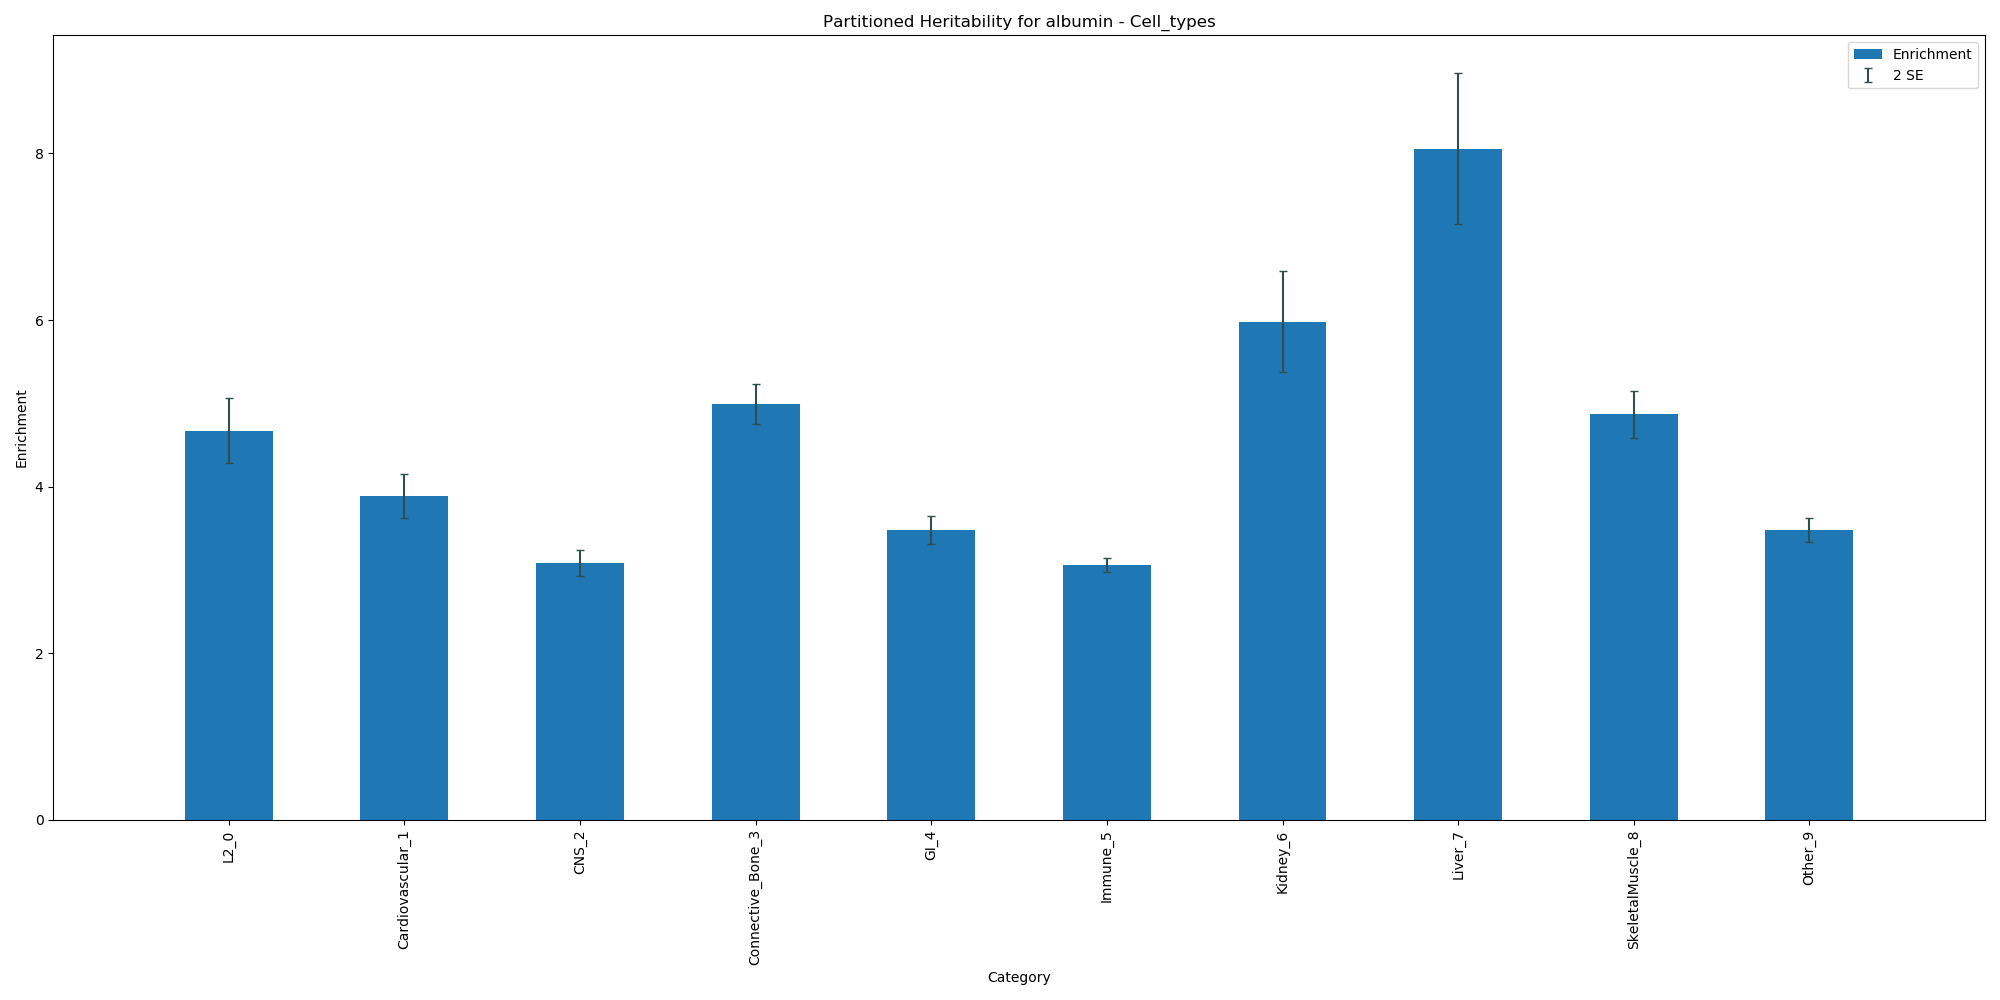 Partitioned Heritability for albumin - Cell_types
Enrichment
2 SE
Enrichment
8
6
4
2
0
L2_0
Cardiovascular_1
CNS_2
Connective_Bone_3
GI_4
Immune_5
Kidney_6
Liver_7
SkeletalMuscle_8
Other_9
Category